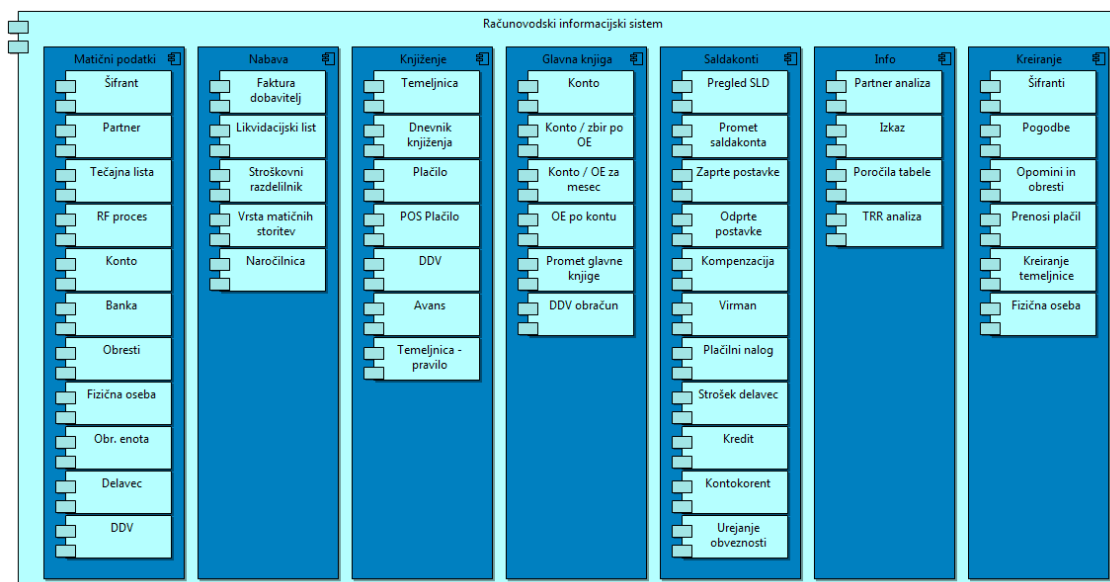 Računovodski informacijski sistem
Matični podatki
Šifrant
Partner
Tečajna lista
RF proces
Konto
Banka
Obresti
Fizična oseba
Obr. enota
Delavec
DDV
Nabava
Faktura
dobavitelj
Likvidacijski list
Stroškovni
razdelilnik
Vrsta matičnih
storitev
Naročilnica
Knjiženje
Temeljnica
Dnevnik
knjiženja
Plačilo
POS Plačilo
DDV
Avans
Temeljnica -
pravilo
Glavna knjiga
Konto
Konto / zbir po
OE
Konto / OE za
mesec
OE po kontu
Promet glavne
knjige
DDV obračun
Saldakonti
Pregled SLD
Promet
saldakonta
Zaprte postavke
Odprte
postavke
Kompenzacija
Virman
Plačilni nalog
Strošek delavec
Kredit
Kontokorent
Urejanje
obveznosti
Info
Partner analiza
Izkaz
Poročila tabele
TRR analiza
Kreiranje
Šifranti
Pogodbe
Opomini in
obresti
Prenosi plačil
Kreiranje
temeljnice
Fizična oseba